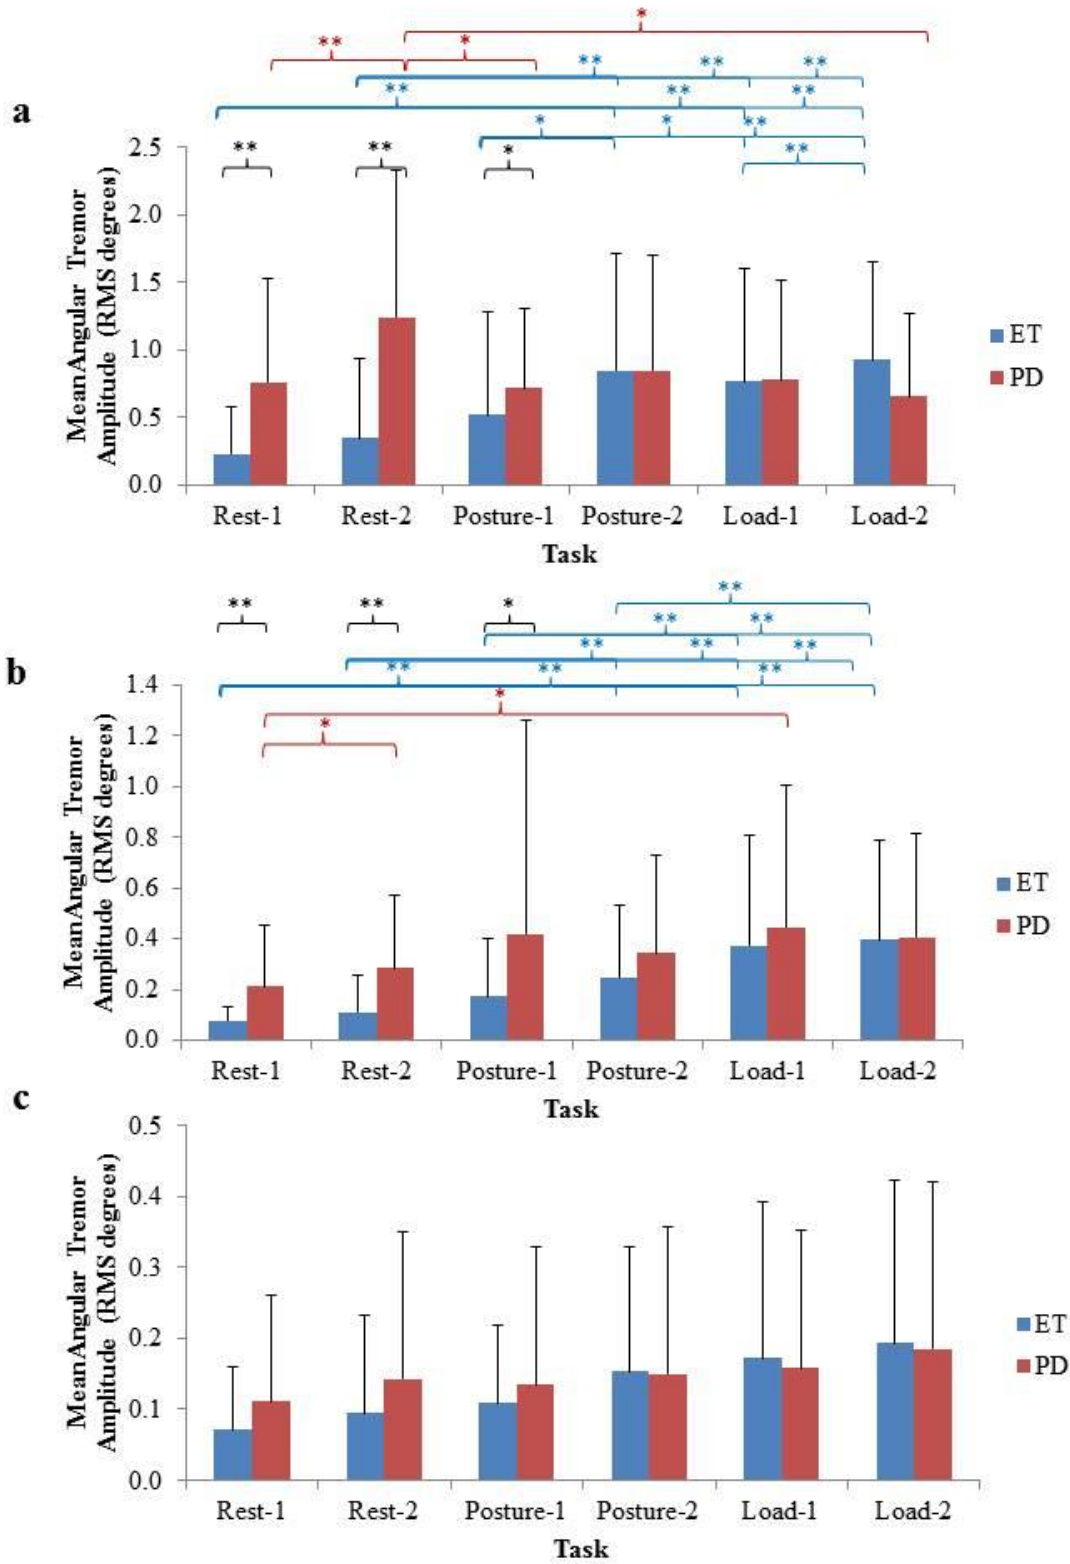 *
** *
** ** **
** ** **
a
* * **
**
** ** *
2.5
2.0
1.5
1.0
0.5
0.0
MeanAngular Tremor
Amplitude (RMS degrees)
ET
PD
Rest-1 Rest-2 Posture-1 Posture-2 Load-1 Load-2
Task
**
** ** *
** **
** ** **
b
** ** **
*
*
1.4
1.2
1.0
0.8
0.6
0.4
0.2
0.0
MeanAngular Tremor
Amplitude (RMS degrees)
ET
PD
Rest-1 Rest-2 Posture-1 Posture-2 Load-1 Load-2
Task
c
0.5
0.4
0.3
0.2
0.1
0.0
MeanAngular Tremor
Amplitude (RMS degrees)
ET
PD
Rest-1 Rest-2 Posture-1 Posture-2 Load-1 Load-2
Task